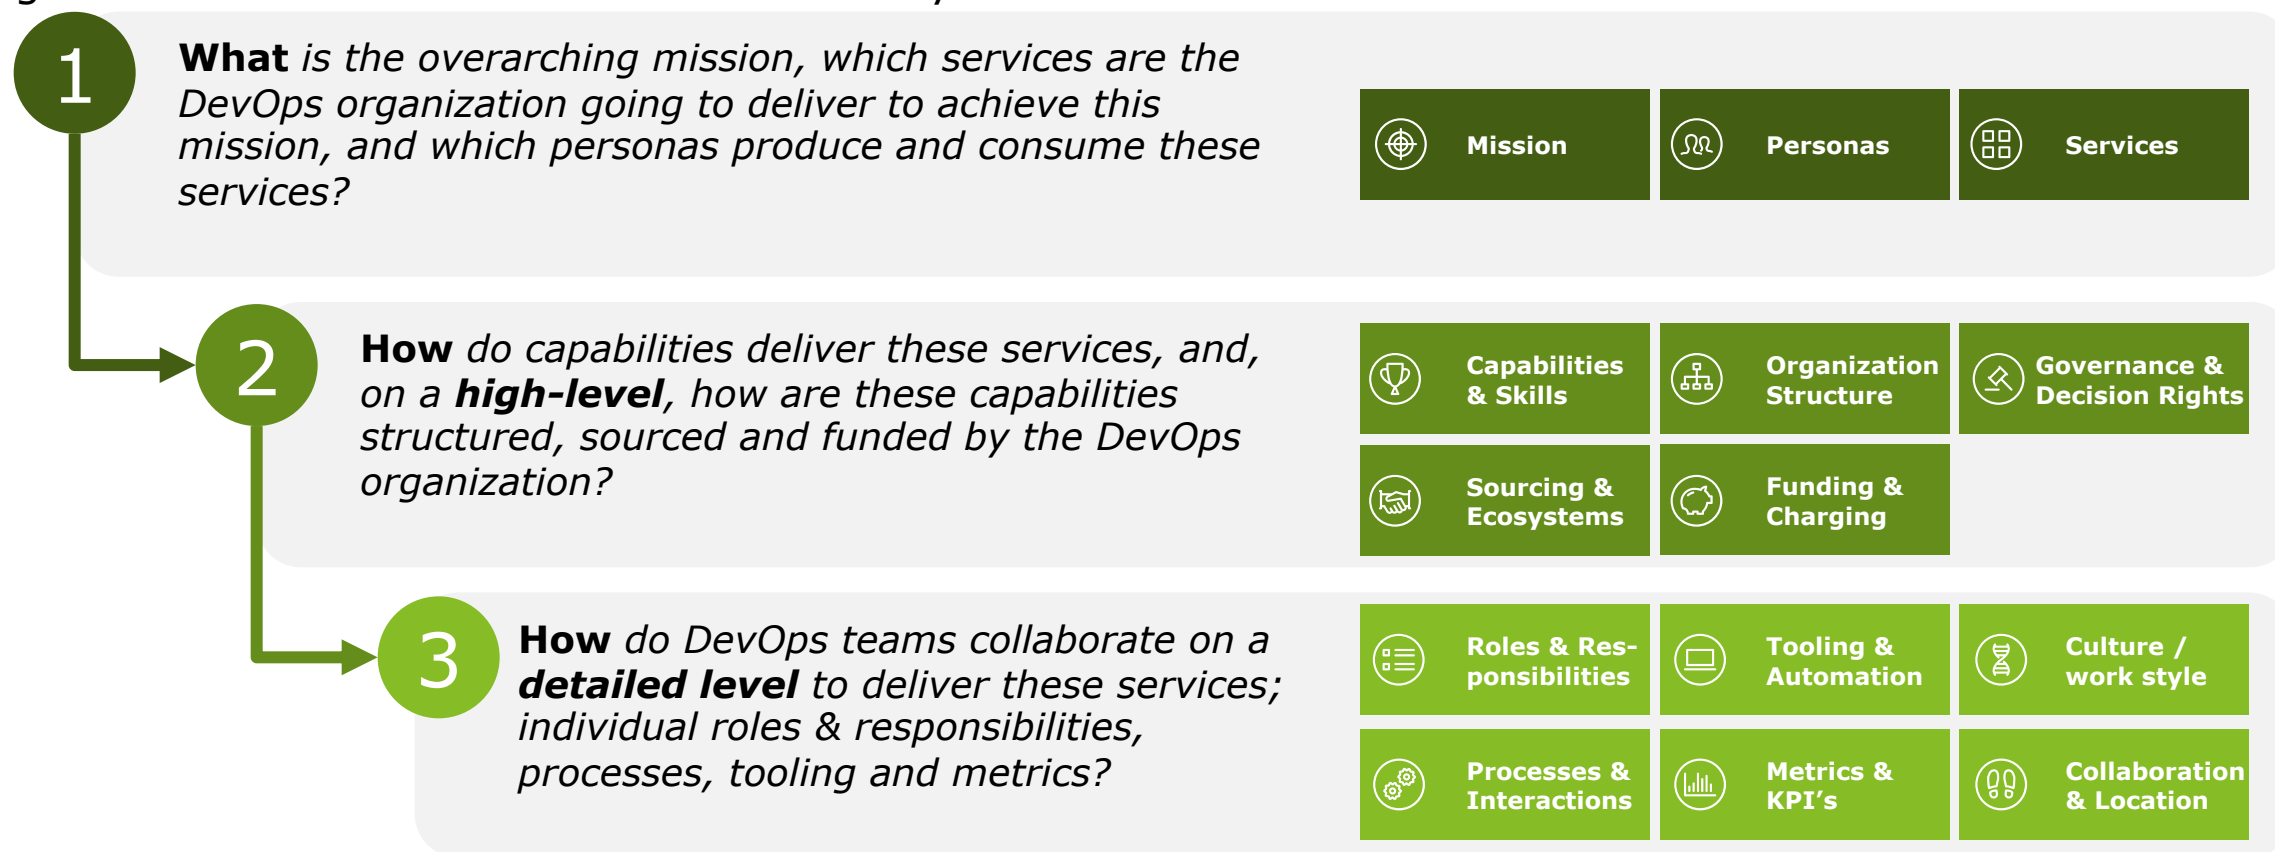 1
What is the overarching mission, which services are the
DevOps organization going to deliver to achieve this
mission, and which personas produce and consume these
services?
Mission
Personas
Services
2
How do capabilities deliver these services, and,
on a high-level, how are these capabilities
structured, sourced and funded by the DevOps
organization?
Capabilities
& Skills
Organization
Structure
Governance &
Decision Rights
Sourcing &
Ecosystems
Funding &
Charging
3
How do DevOps teams collaborate on a
detailed level to deliver these services;
individual roles & responsibilities,
processes, tooling and metrics?
Roles & Res-
ponsibilities
Tooling &
Automation
Culture /
work style
Processes &
Interactions
Metrics &
KPI's
Collaboration
& Location